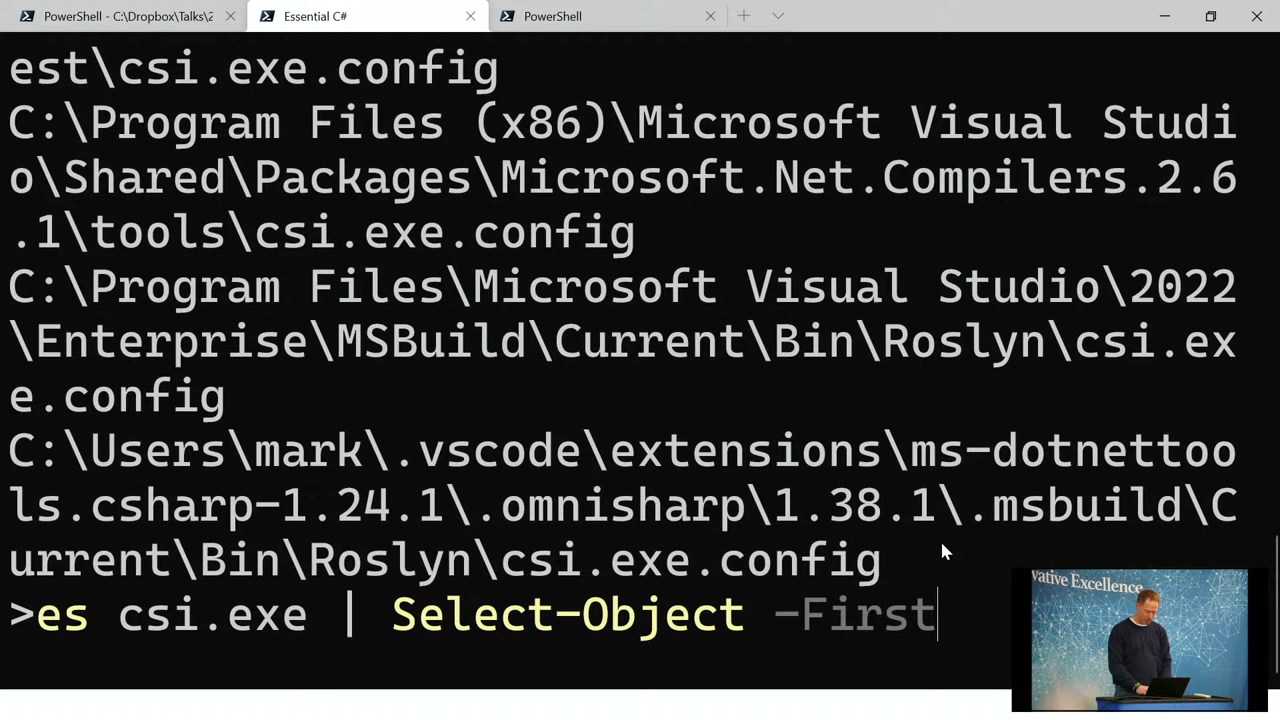 PowerShell - C:\Dropbox\Talks\2
Essential C#
PowerShell
est\csi.exe.config
C:\Program Files (x86)\Microsoft Visual Studi
o\Shared\Packages\Microsoft.Net.Compilers.2.6
.1\tools\csi.exe.config
C:\Program Files\Microsoft Visual Studio\2022
\Enterprise\MSBuild\Current\Bin\Roslyn\csi.ex
e.config
C:\Users\mark\.vscode\extensions\ms-dotnettoo
ls.csharp-1.24.1\.omnisharp\1.38.1\.msbuild\C
urrent\Bin\Roslyn\csi.exe.config
>es csi.exe | Select-Object -First
vative Excellence